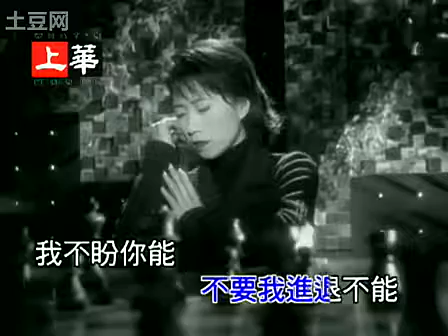 土豆网
上華
我不盼你能
不要我進退不能